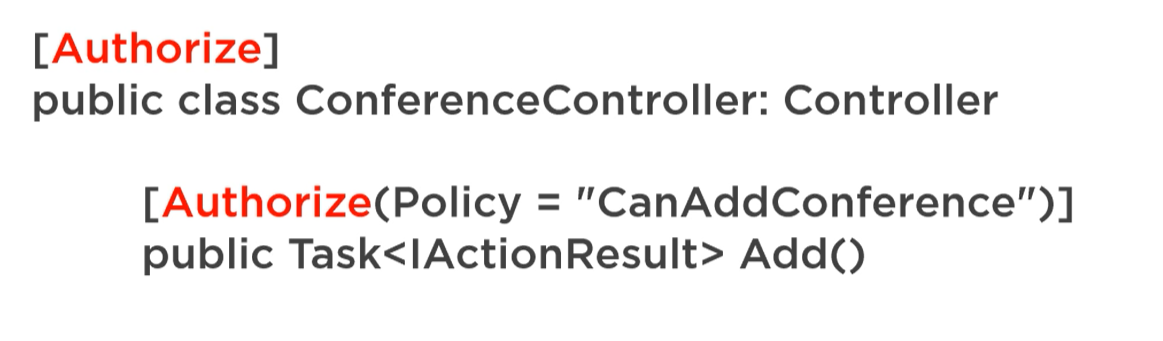 [Authorize]
public class ConferenceController: Controller
[Authorize(Policy = "CanAddConference")]
public Task<IActionResult> Add()